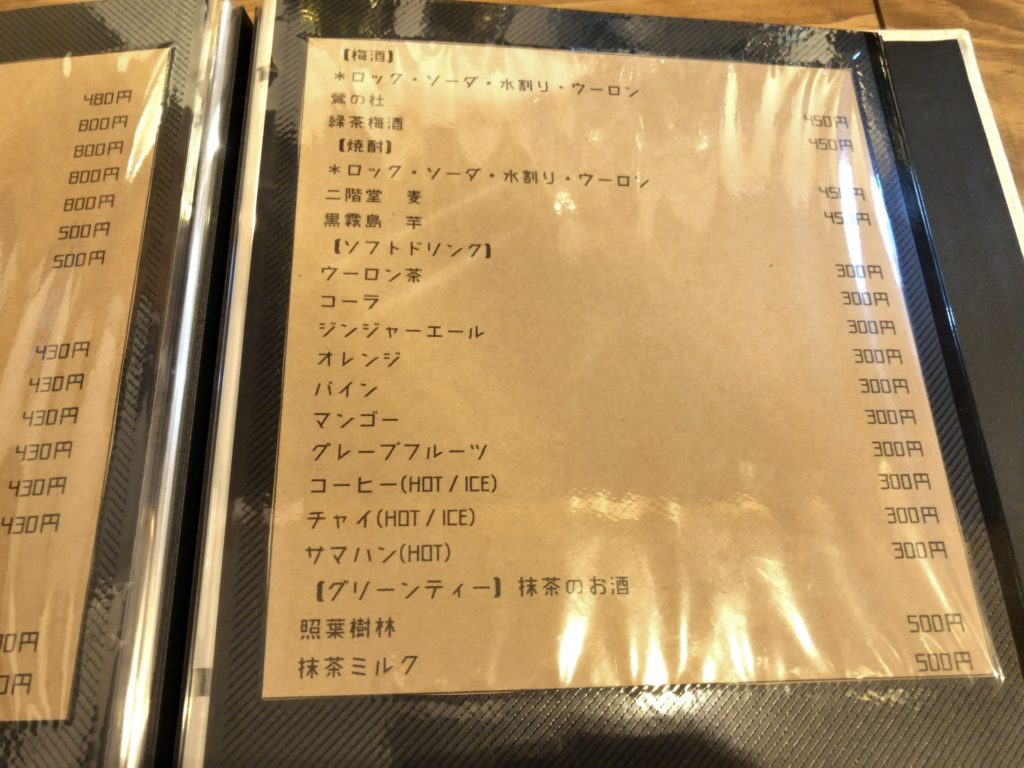 480円
800円
800円
800円
800円
500円
500円
430円
430円
430円
430円
430円
430円
0円
0円
【梅酒】
*ロック・ソーダ・水割り・ウーロン
鶯の杜 450円
緑茶梅酒 450円
【焼酎】
*ロック・ソーダ・水割り・ウーロン
二階堂 麦 450円
黒霧島 芋 450円
【ソフトドリンク】
ウーロン茶 300円
コーラ 300円
ジンジャーエール 300円
オレンジ 300円
パイン 300円
マンゴー 300円
グレープフルーツ 300円
コーヒー(HOT / ICE) 300円
チャイ(HOT / ICE) 300円
サマハン(HOT) 300円
【グリーンティー】 抹茶のお酒
照葉樹林 500円
抹茶ミルク 500円